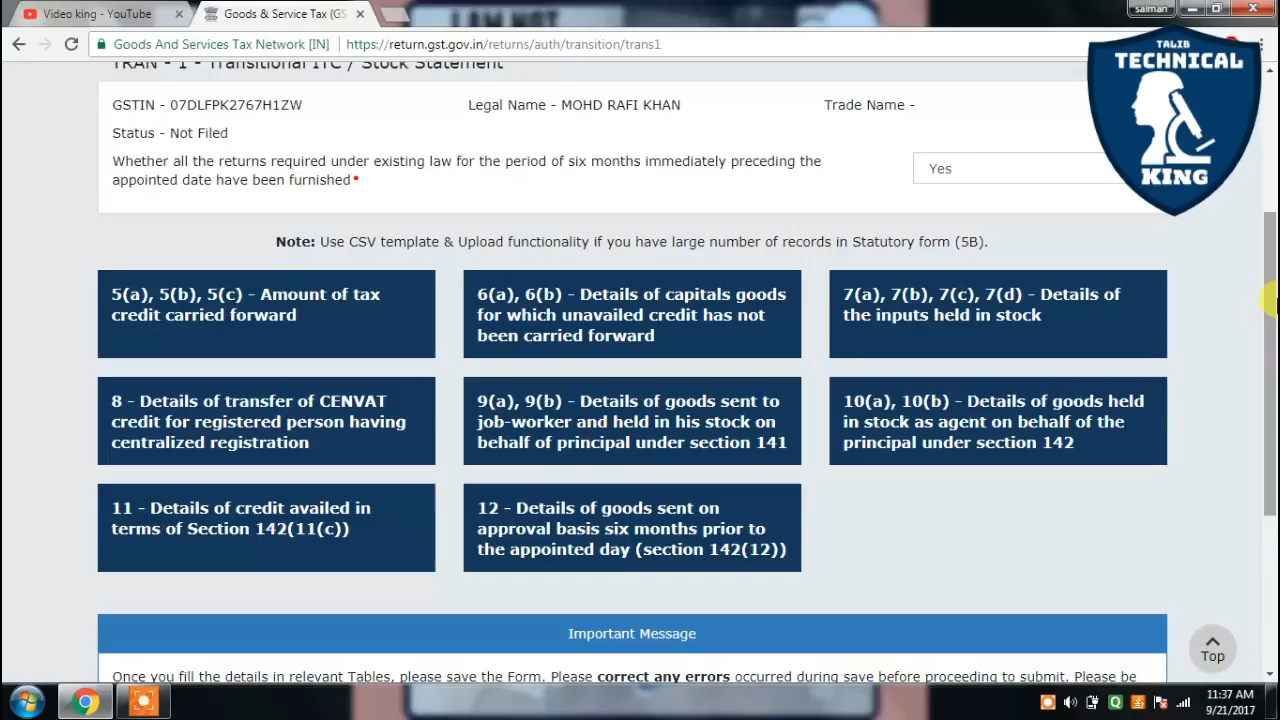 I AM NOT
Video king - YouTube
Goods & Service Tax (GS
salman
Goods And Services Tax Network [IN]
https://return.gst.gov.in/returns/auth/transition/trans1
TALIB
TECHNICAL
KING
TRAN - 1 - Transitional ITC / Stock Statement
GSTIN - 07DLFPK2767H1ZW
Legal Name - MOHD RAFI KHAN
Trade Name -
Status - Not Filed
Whether all the returns required under existing law for the period of six months immediately preceding the
appointed date have been furnished*
Yes
Note: Use CSV template & Upload functionality if you have large number of records in Statutory form (5B).
5(a), 5(b), 5(c) - Amount of tax
credit carried forward
6(a), 6(b) - Details of capitals goods
for which unavailed credit has not
been carried forward
7(a), 7(b), 7(c), 7(d) - Details of
the inputs held in stock
8 - Details of transfer of CENVAT
credit for registered person having
centralized registration
9(a), 9(b) - Details of goods sent to
job-worker and held in his stock on
behalf of principal under section 141
10(a), 10(b) - Details of goods held
in stock as agent on behalf of the
principal under section 142
11 - Details of credit availed in
terms of Section 142(11(c))
12 - Details of goods sent on
approval basis six months prior to
the appointed day (section 142(12))
Important Message
Once you fill the details in relevant Tables, please save the Form. Please correct any errors occurred during save before proceeding to submit. Please be
Top
11:37 AM
9/21/2017